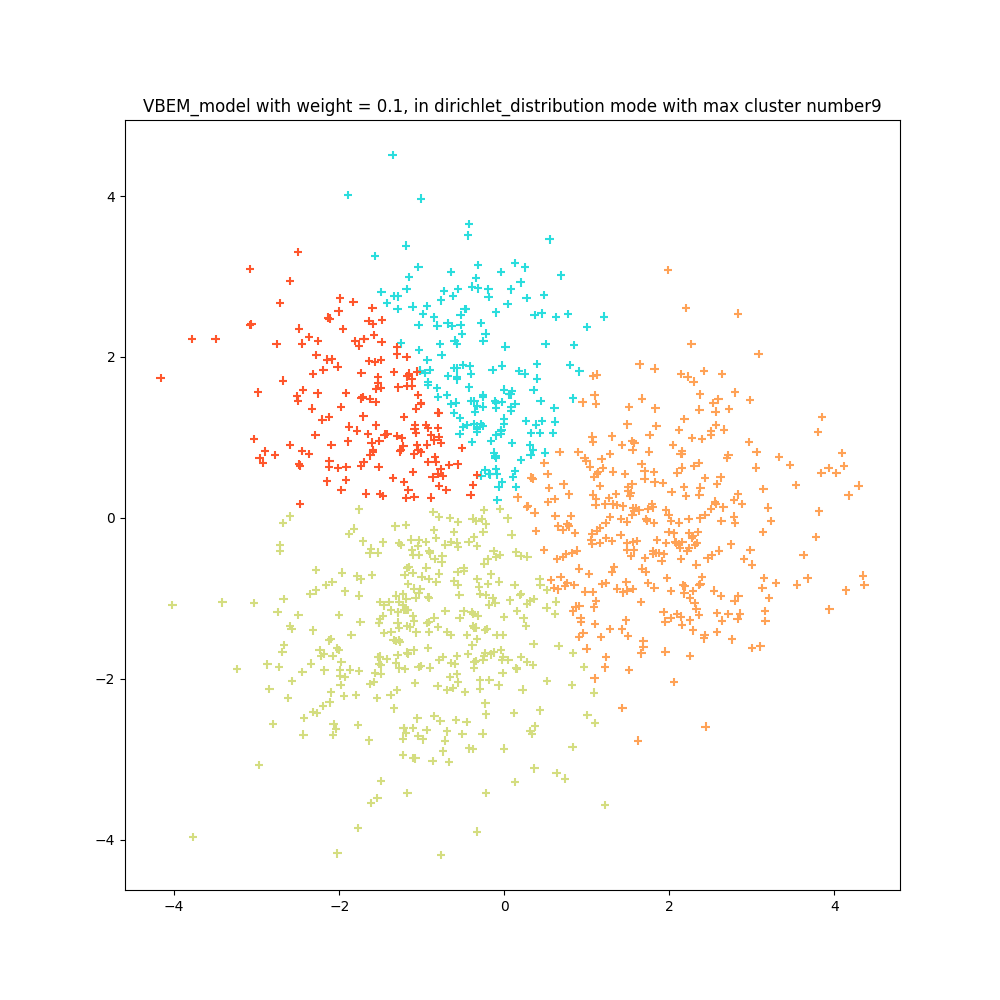 VBEM_model with weight = 0.1, in dirichlet_distribution mode with max cluster number9
4
2
0
−2
−4
−4 −2 0 2 4